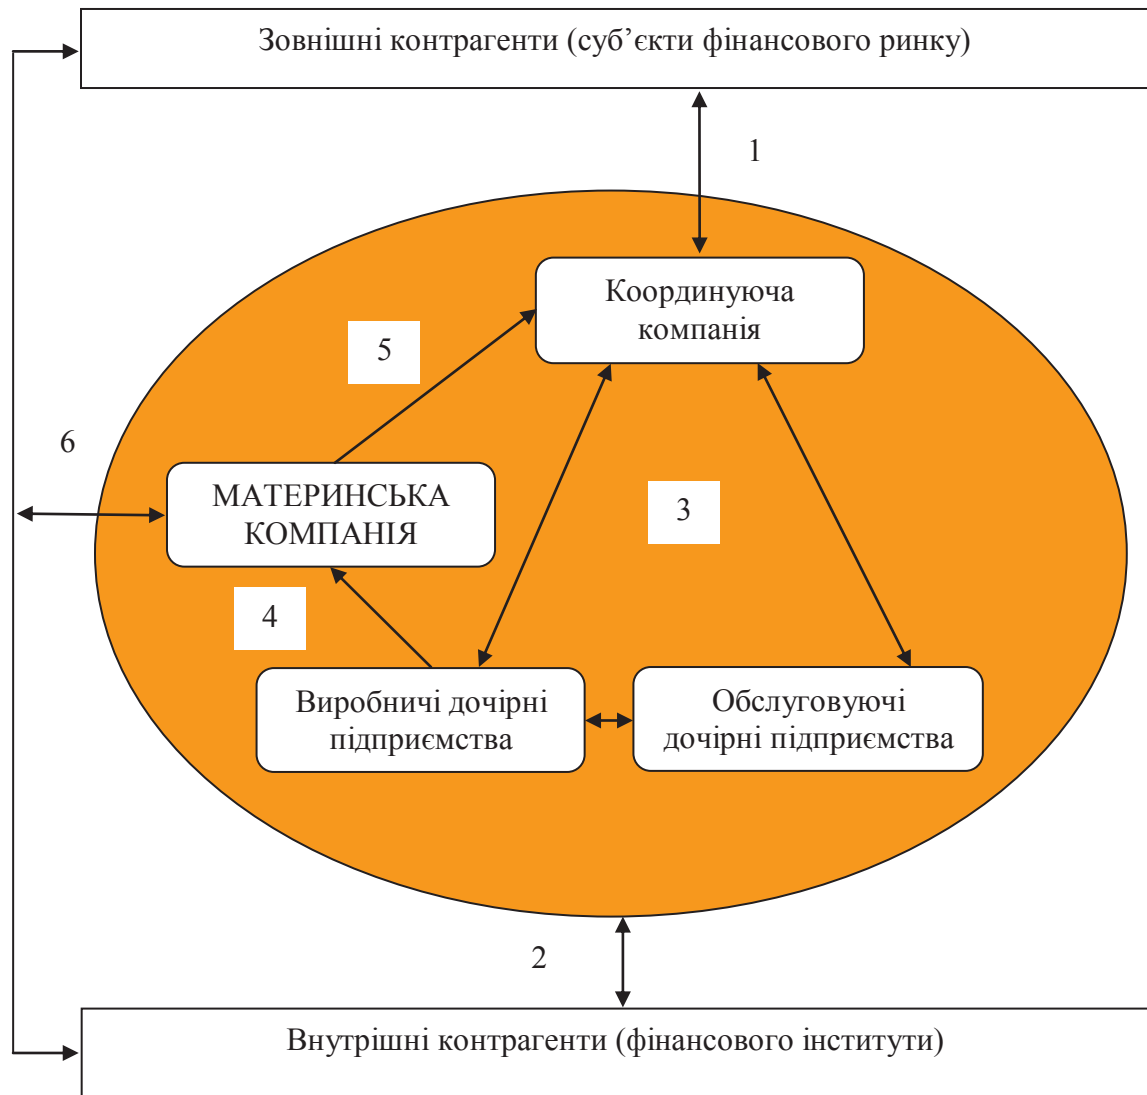 Зовнішні контрагенти (суб’єкти фінансового ринку)
1
Координуюча
компанія
5
6
МАТЕРИНСЬКА
КОМПАНІЯ
3
4
Виробничі дочірні
підприємства
Обслуговуючі
дочірні підприємства
2
Внутрішні контрагенти (фінансового інститути)